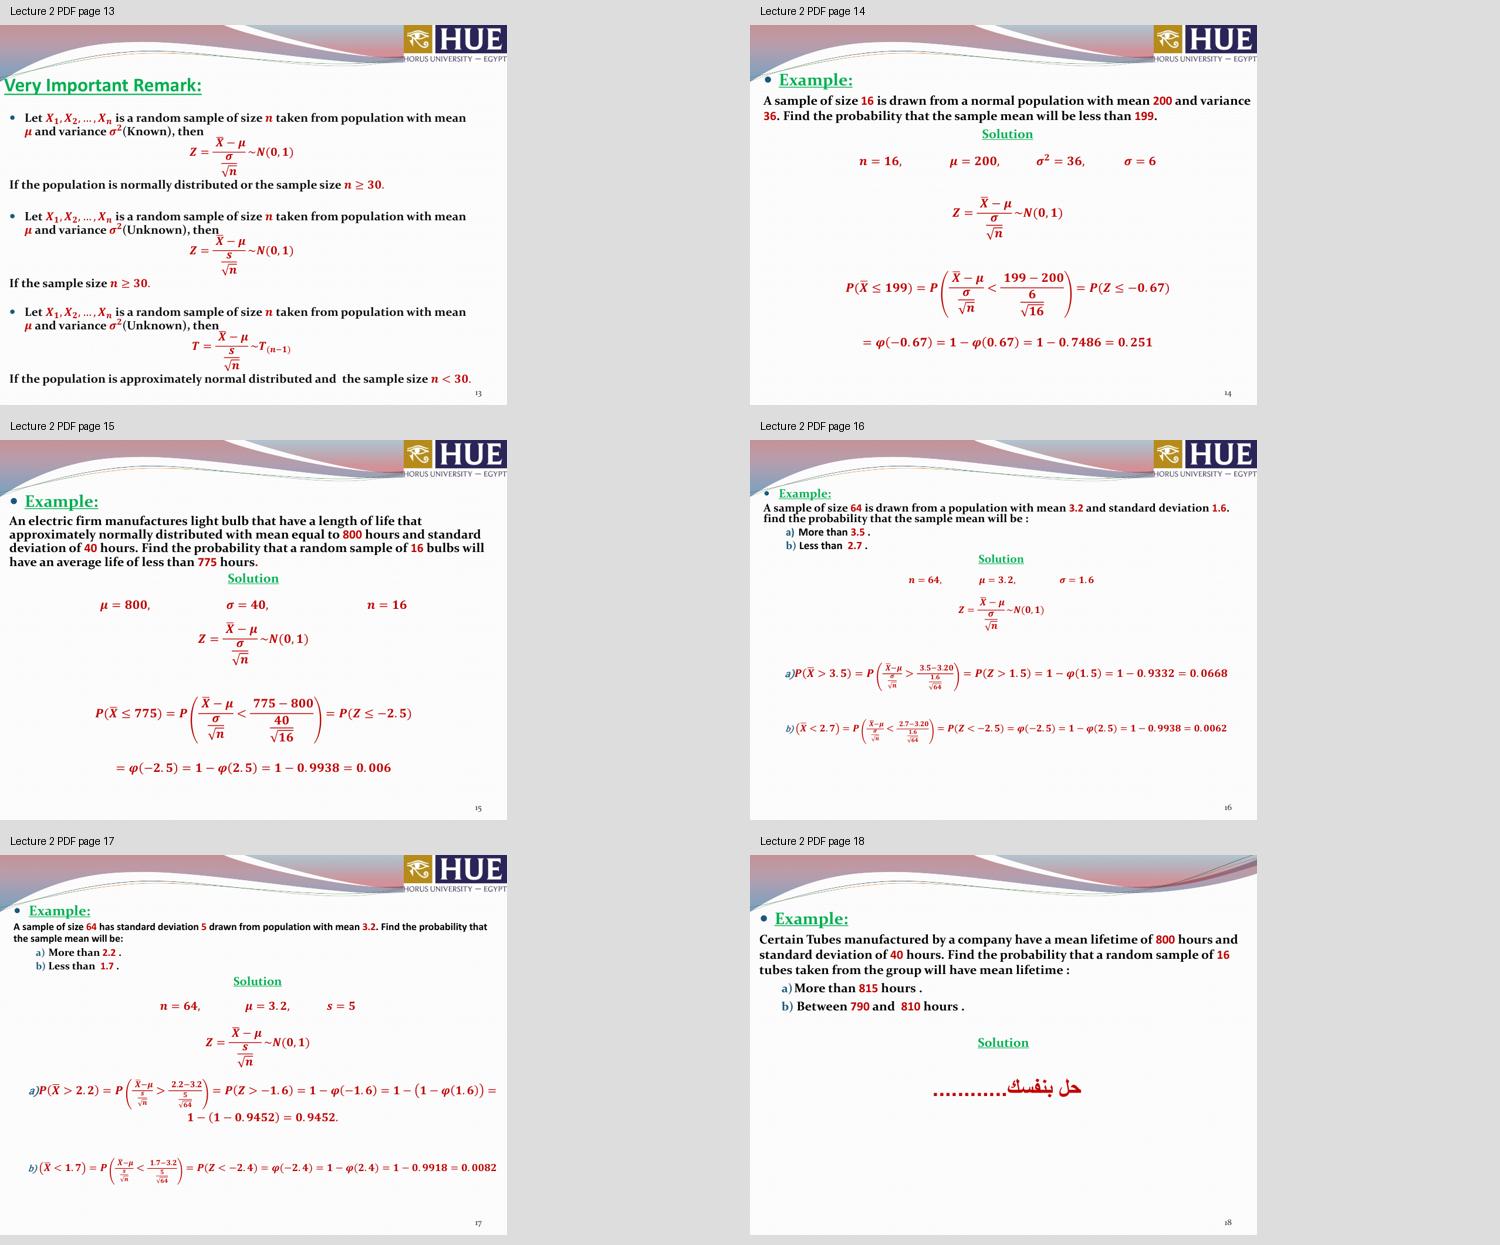 Lecture 2 PDF page 13
HUE
HORUS UNIVERSITY — EGYPT
Very Important Remark:
• Let X₁, X₂, …, Xₙ is a random sample of size n taken from population with mean
μ and variance σ²(Known), then
Z = (X̄ − μ)/(σ/√n) ~N(0, 1)
If the population is normally distributed or the sample size n ≥ 30.
• Let X₁, X₂, …, Xₙ is a random sample of size n taken from population with mean
μ and variance σ²(Unknown), then
Z = (X̄ − μ)/(s/√n) ~N(0, 1)
If the sample size n ≥ 30.
• Let X₁, X₂, …, Xₙ is a random sample of size n taken from population with mean
μ and variance σ²(Unknown), then
T = (X̄ − μ)/(s/√n) ~T₍ₙ₋₁₎
If the population is approximately normal distributed and the sample size n < 30.
13
Lecture 2 PDF page 14
HUE
HORUS UNIVERSITY — EGYPT
• Example:
A sample of size 16 is drawn from a normal population with mean 200 and variance
36. Find the probability that the sample mean will be less than 199.
Solution
n = 16, μ = 200, σ² = 36, σ = 6
Z = (X̄ − μ)/(σ/√n) ~N(0, 1)
P(X̄ ≤ 199) = P((X̄ − μ)/(σ/√n) < (199 − 200)/(6/√16)) = P(Z ≤ −0.67)
= φ(−0.67) = 1 − φ(0.67) = 1 − 0.7486 = 0.251
14
Lecture 2 PDF page 15
HUE
HORUS UNIVERSITY — EGYPT
• Example:
An electric firm manufactures light bulb that have a length of life that
approximately normally distributed with mean equal to 800 hours and standard
deviation of 40 hours. Find the probability that a random sample of 16 bulbs will
have an average life of less than 775 hours.
Solution
μ = 800, σ = 40, n = 16
Z = (X̄ − μ)/(σ/√n) ~N(0, 1)
P(X̄ ≤ 775) = P((X̄ − μ)/(σ/√n) < (775 − 800)/(40/√16)) = P(Z ≤ −2.5)
= φ(−2.5) = 1 − φ(2.5) = 1 − 0.9938 = 0.006
15
Lecture 2 PDF page 16
HUE
HORUS UNIVERSITY — EGYPT
• Example:
A sample of size 64 is drawn from a population with mean 3.2 and standard deviation 1.6.
find the probability that the sample mean will be :
a) More than 3.5 .
b) Less than 2.7 .
Solution
n = 64, μ = 3.2, σ = 1.6
Z = (X̄ − μ)/(σ/√n) ~N(0, 1)
a)P(X̄ > 3.5) = P((X̄−μ)/(σ/√n) > (3.5−3.20)/(1.6/√64)) = P(Z > 1.5) = 1 − φ(1.5) = 1 − 0.9332 = 0.0668
b)(X̄ < 2.7) = P((X̄−μ)/(σ/√n) < (2.7−3.20)/(1.6/√64)) = P(Z < −2.5) = φ(−2.5) = 1 − φ(2.5) = 1 − 0.9938 = 0.0062
16
Lecture 2 PDF page 17
HUE
HORUS UNIVERSITY — EGYPT
• Example:
A sample of size 64 has standard deviation 5 drawn from population with mean 3.2. Find the probability that
the sample mean will be:
a) More than 2.2 .
b) Less than 1.7 .
Solution
n = 64, μ = 3.2, s = 5
Z = (X̄ − μ)/(s/√n) ~N(0, 1)
a)P(X̄ > 2.2) = P((X̄−μ)/(s/√n) > (2.2−3.2)/(5/√64)) = P(Z > −1.6) = 1 − φ(−1.6) = 1 − (1 − φ(1.6)) =
1 − (1 − 0.9452) = 0.9452.
b)(X̄ < 1.7) = P((X̄−μ)/(s/√n) < (1.7−3.2)/(5/√64)) = P(Z < −2.4) = φ(−2.4) = 1 − φ(2.4) = 1 − 0.9918 = 0.0082
17
Lecture 2 PDF page 18
• Example:
Certain Tubes manufactured by a company have a mean lifetime of 800 hours and
standard deviation of 40 hours. Find the probability that a random sample of 16
tubes taken from the group will have mean lifetime :
a) More than 815 hours .
b) Between 790 and 810 hours .
Solution
حل بنفسك............
18